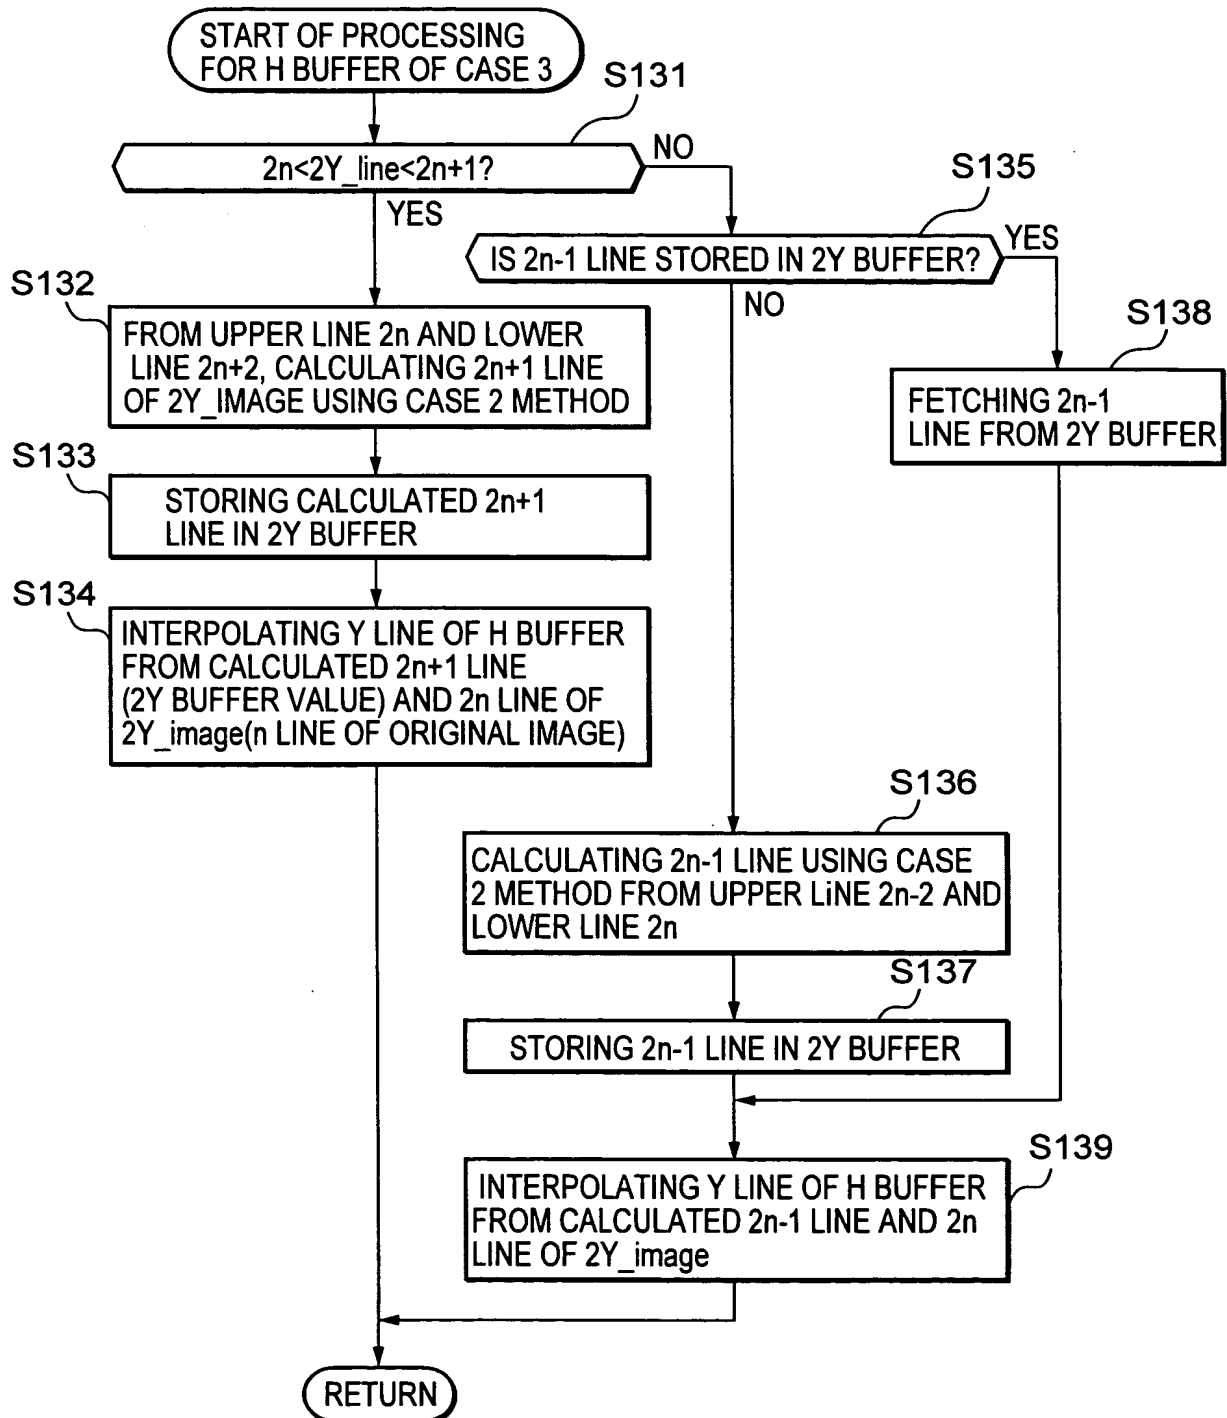 START OF PROCESSING
FOR H BUFFER OF CASE 3
S131
2n<2Y_line<2n+1?
NO
YES
S135
IS 2n-1 LINE STORED IN 2Y BUFFER?
YES
NO
S132
FROM UPPER LINE 2n AND LOWER
LINE 2n+2, CALCULATING 2n+1 LINE
OF 2Y_IMAGE USING CASE 2 METHOD
S138
FETCHING 2n-1
LINE FROM 2Y BUFFER
S133
STORING CALCULATED 2n+1
LINE IN 2Y BUFFER
S134
INTERPOLATING Y LINE OF H BUFFER
FROM CALCULATED 2n+1 LINE
(2Y BUFFER VALUE) AND 2n LINE OF
2Y_image(n LINE OF ORIGINAL IMAGE)
S136
CALCULATING 2n-1 LINE USING CASE
2 METHOD FROM UPPER LiNE 2n-2 AND
LOWER LINE 2n
S137
STORING 2n-1 LINE IN 2Y BUFFER
S139
INTERPOLATING Y LINE OF H BUFFER
FROM CALCULATED 2n-1 LINE AND 2n
LINE OF 2Y_image
RETURN